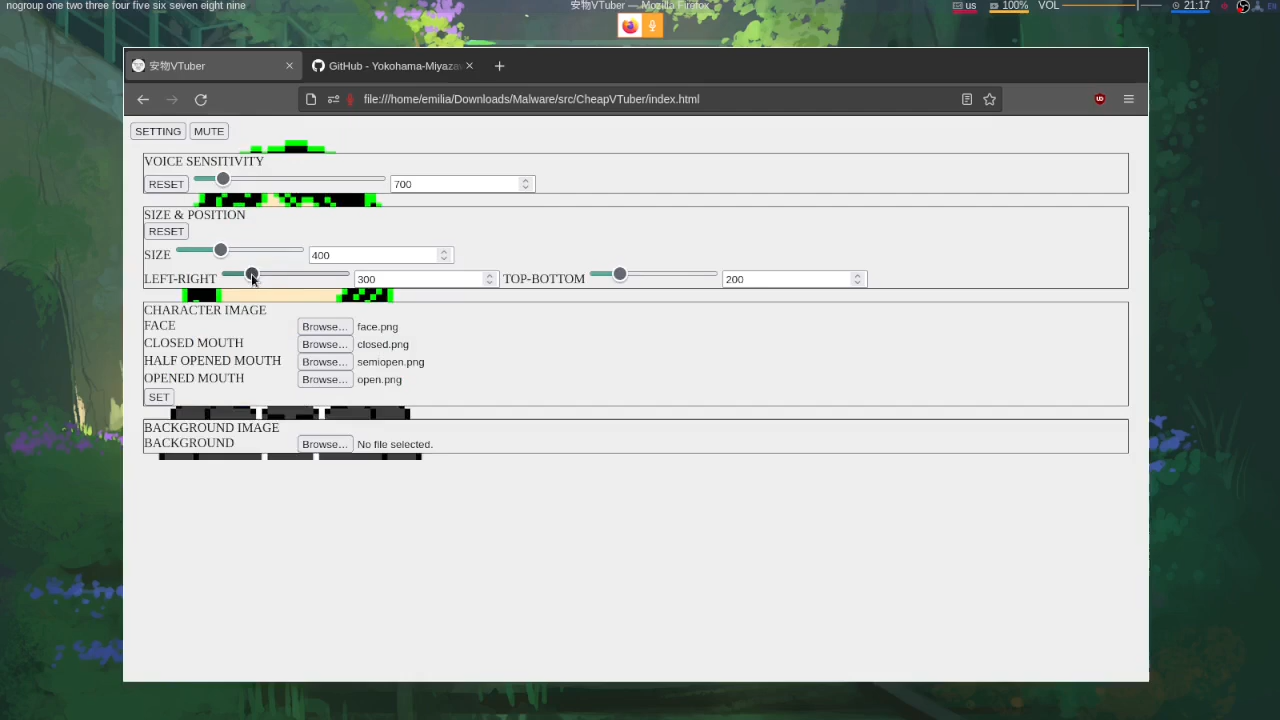 nogroup one two three four five six seven eight nine
安物VTuber — Mozilla Firefox
us 100% VOL 21:17 EN
安物VTuber
GitHub - Yokohama-Miyaza
file:///home/emilia/Downloads/Malware/src/CheapVTuber/index.html
SETTING MUTE
VOICE SENSITIVITY
RESET 700
SIZE & POSITION
RESET
SIZE 400
LEFT-RIGHT 300 TOP-BOTTOM 200
CHARACTER IMAGE
FACE Browse... face.png
CLOSED MOUTH Browse... closed.png
HALF OPENED MOUTH Browse... semiopen.png
OPENED MOUTH Browse... open.png
SET
BACKGROUND IMAGE
BACKGROUND Browse... No file selected.